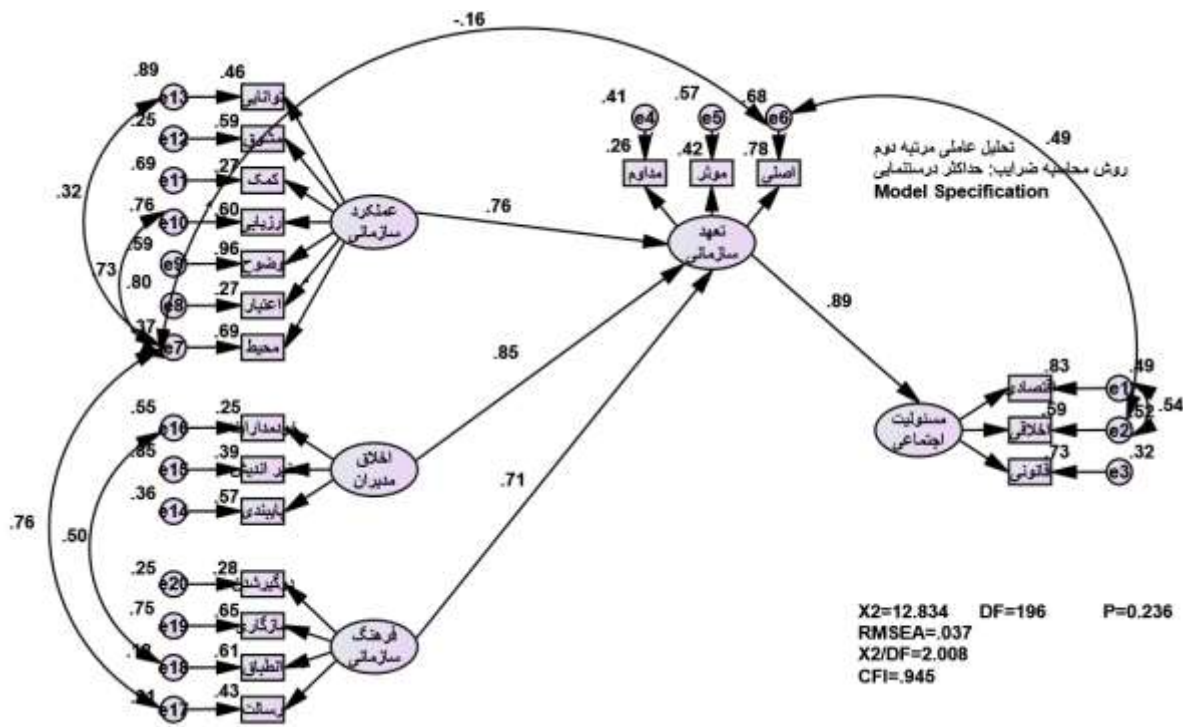 -.16
.89
e13
.46
توانایی
.25
e12
.59
مشوق
.69
e11
.27
کمک
.76
e10
.60
ارزیابی
.59
e9
.96
وضوح
.80
e8
.27
اعتبار
.37
e7
.69
محیط
.32
.73
عملکرد
سازمانی
.76
.41
e4
.26
مداوم
.57
e5
.42
موثر
.68
e6
.78
اصلی
تعهد
سازمانی
.49
تحلیل عاملی مرتبه دوم
روش محاسبه ضرایب: حداکثر درستنمایی
Model Specification
.89
.85
.71
.55
e16
.25
.85
e15
.39
.36
e14
.57
پایبندی
اخلاق
مدیران
.76
.50
.25
e20
.28
.75
e19
.65
سازگاری
e18
.61
انطباق
e17
.43
رسالت
فرهنگ
سازمانی
مسئولیت
اجتماعی
.83
اقتصادی
.49
e1
.59
اخلاقی
.52
e2
.54
.73
قانونی
.32
e3
X2=12.834 DF=196 P=0.236
RMSEA=.037
X2/DF=2.008
CFI=.945